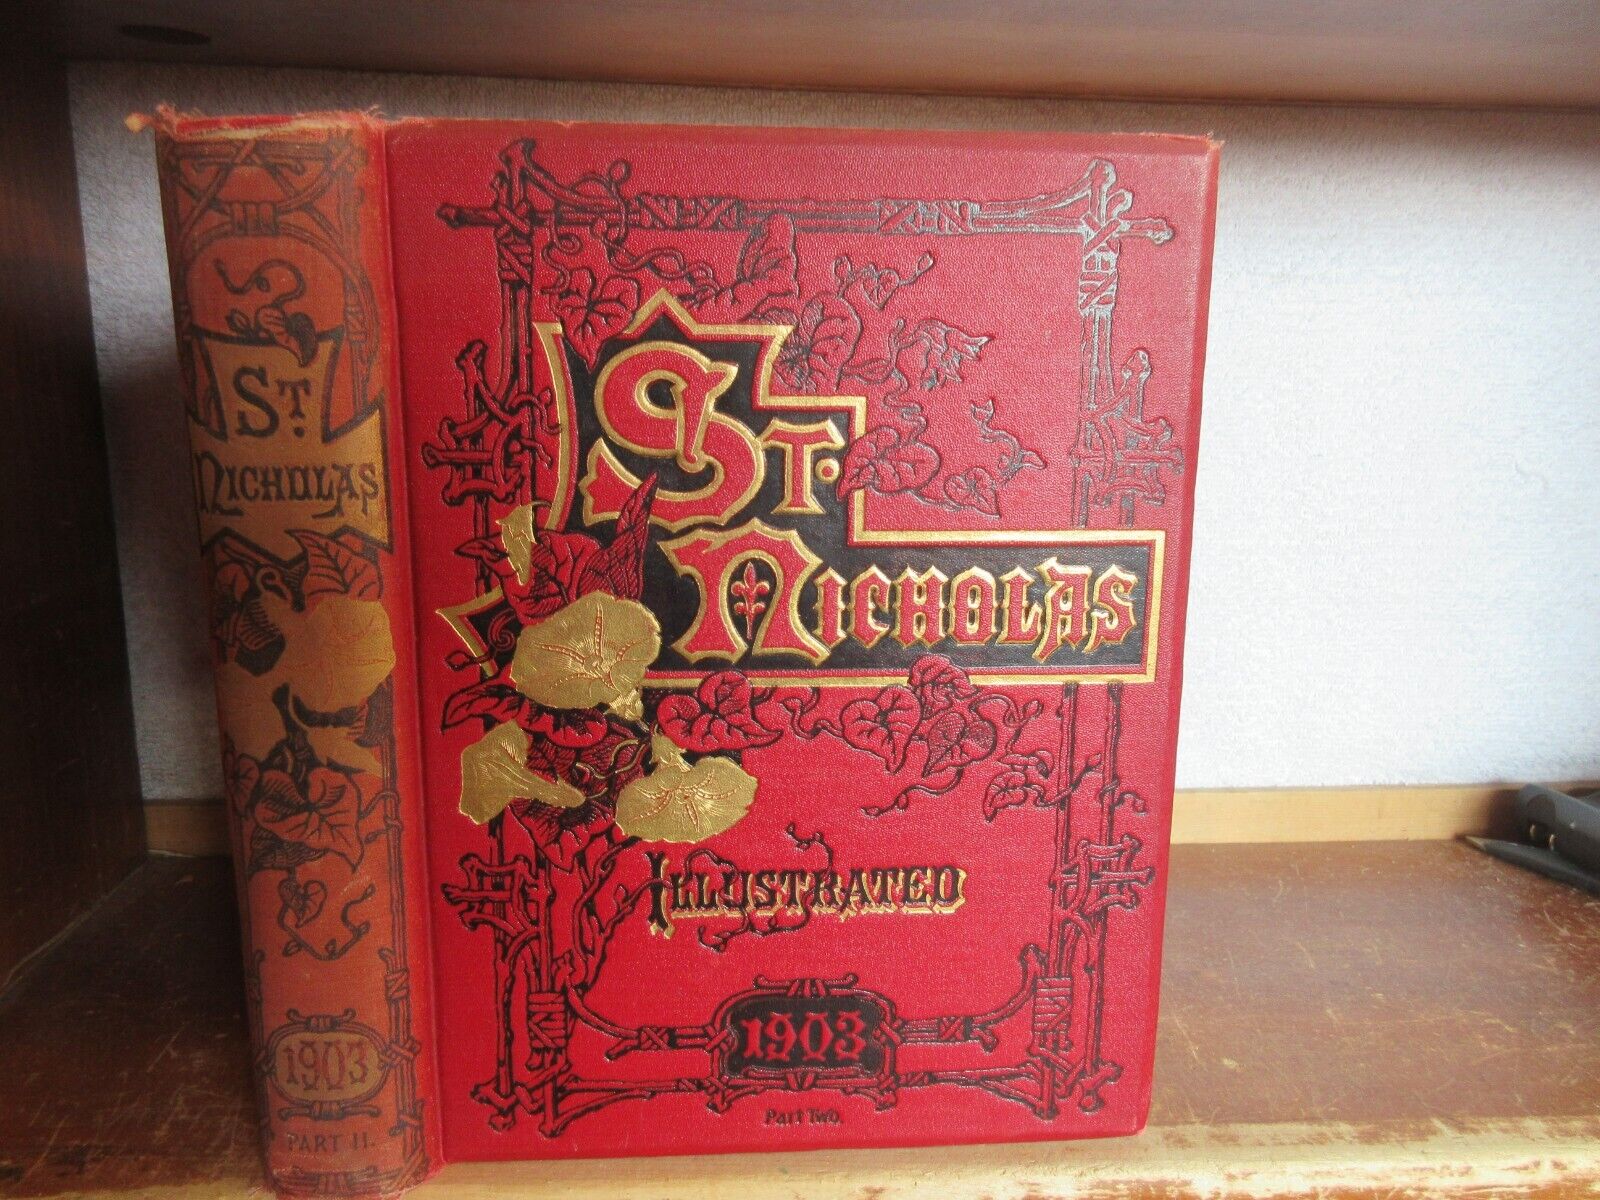 ST.
NICHOLAS
1903
PART II.
ST.
NICHOLAS
ILLUSTRATED
1903
Part Two.